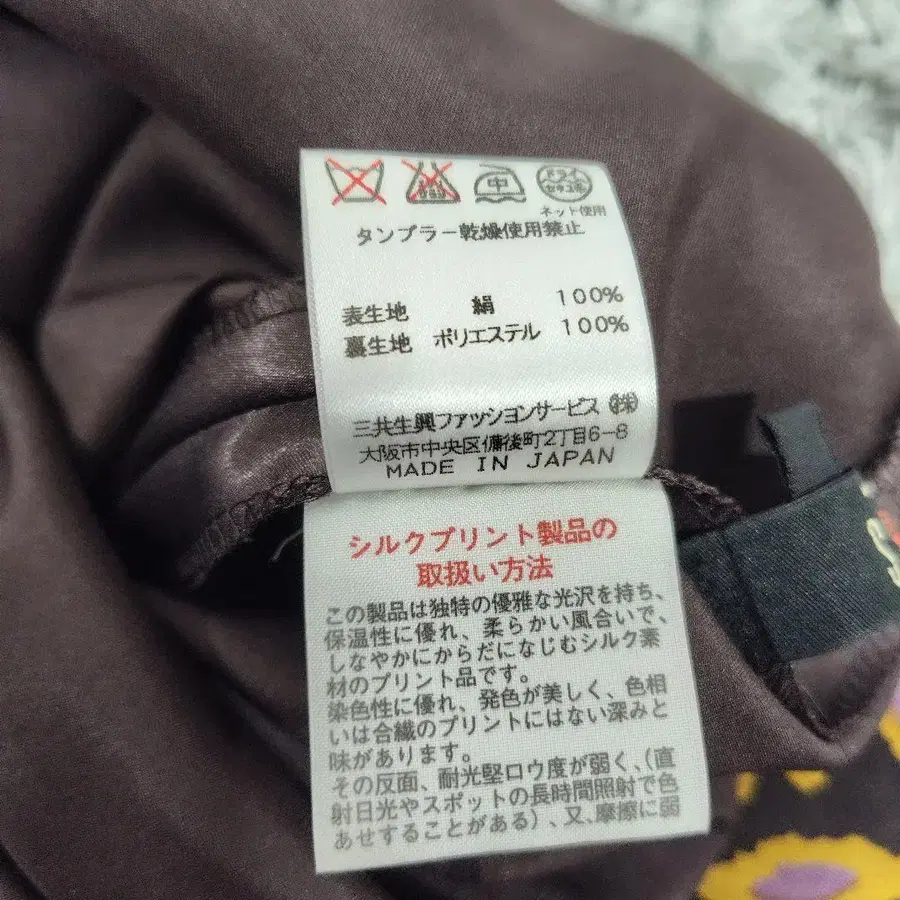 中
ドライ
セキユ系
ネット使用
タンブラー乾燥使用禁止
表生地 絹 100%
裏生地 ポリエステル 100%
三共生興ファッションサービス㈱
大阪市中央区備後町2丁目6-8
MADE IN JAPAN
シルクプリント製品の
取扱い方法
この製品は独特の優雅な光沢を持ち、
保温性に優れ、柔らかい風合いで、
しなやかにからだになじむシルク素
材のプリント品です。
染色性に優れ、発色が美しく、色相
いは合繊のプリントにはない深みと
味があります。
その反面、耐光堅ロウ度が弱く、(直
射日光やスポットの長時間照射で色
あせすることがある)、又、摩擦に弱